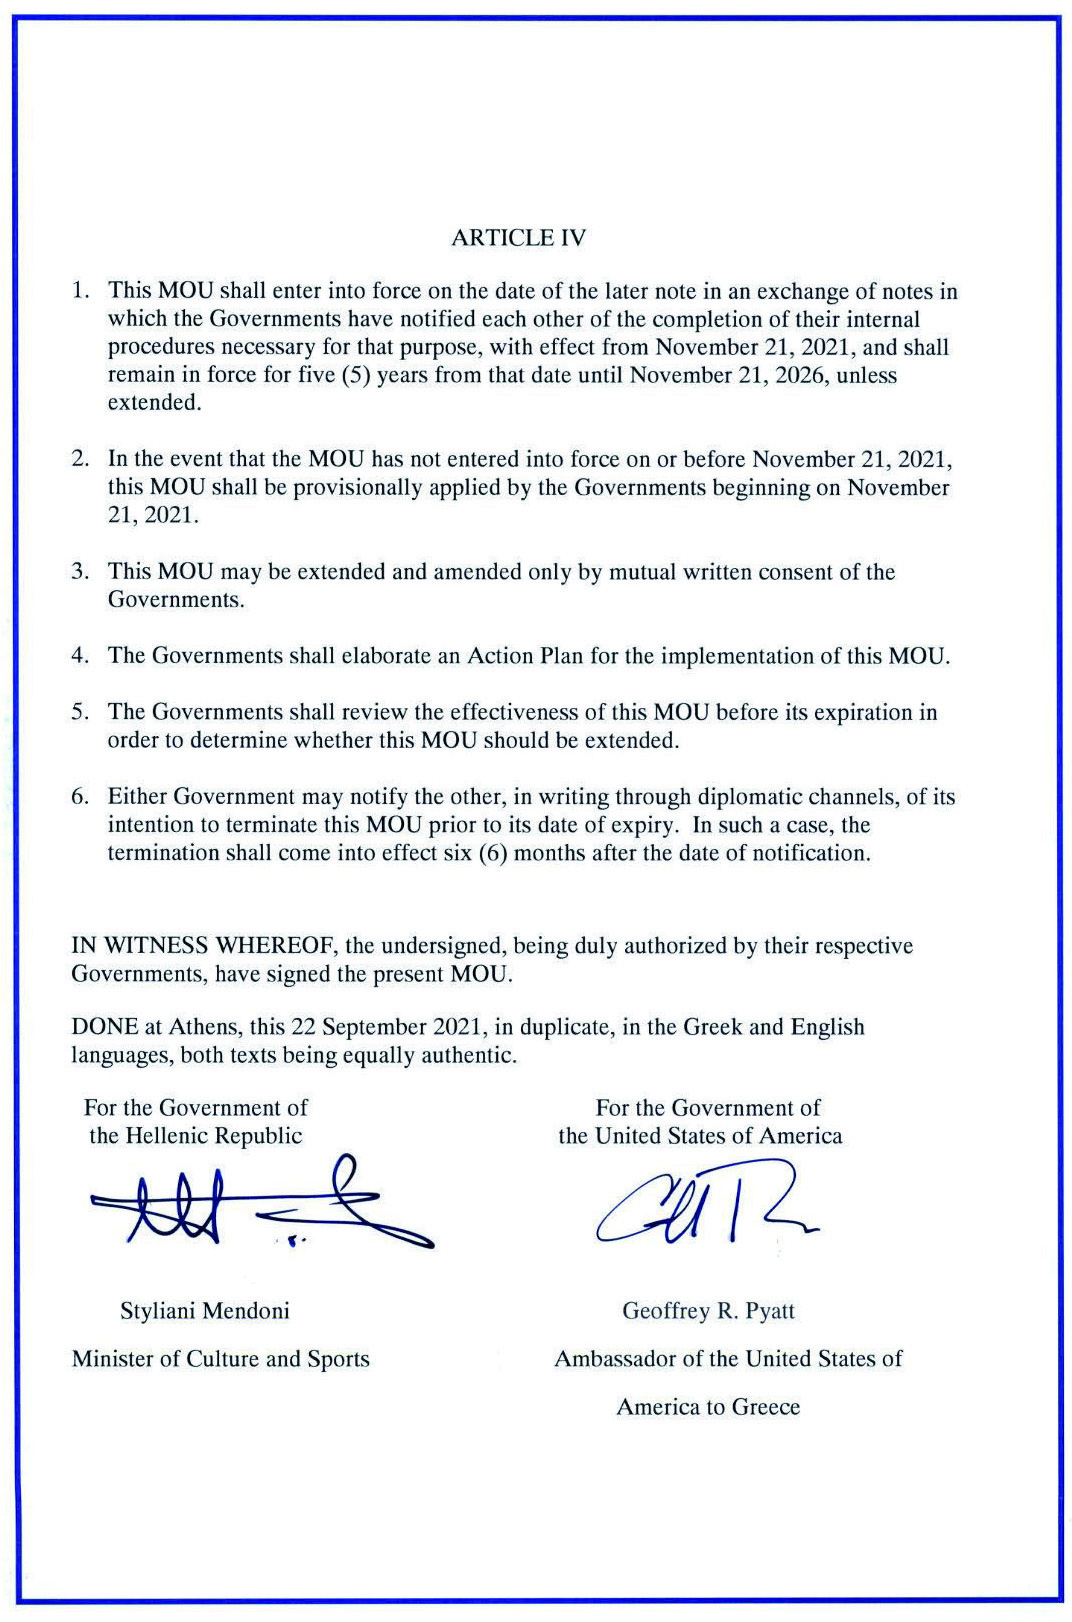 ARTICLE IV
1. This MOU shall enter into force on the date of the later note in an exchange of notes in
which the Governments have notified each other of the completion of their internal
procedures necessary for that purpose, with effect from November 21, 2021, and shall
remain in force for five (5) years from that date until November 21, 2026, unless
extended.
2. In the event that the MOU has not entered into force on or before November 21, 2021,
this MOU shall be provisionally applied by the Governments beginning on November
21, 2021.
3. This MOU may be extended and amended only by mutual written consent of the
Governments.
4. The Governments shall elaborate an Action Plan for the implementation of this MOU.
5. The Governments shall review the effectiveness of this MOU before its expiration in
order to determine whether this MOU should be extended.
6. Either Government may notify the other, in writing through diplomatic channels, of its
intention to terminate this MOU prior to its date of expiry. In such a case, the
termination shall come into effect six (6) months after the date of notification.
IN WITNESS WHEREOF, the undersigned, being duly authorized by their respective
Governments, have signed the present MOU.
DONE at Athens, this 22 September 2021, in duplicate, in the Greek and English
languages, both texts being equally authentic.
For the Government of
the Hellenic Republic
Styliani Mendoni
Minister of Culture and Sports
For the Government of
the United States of America
Geoffrey R. Pyatt
Ambassador of the United States of
America to Greece